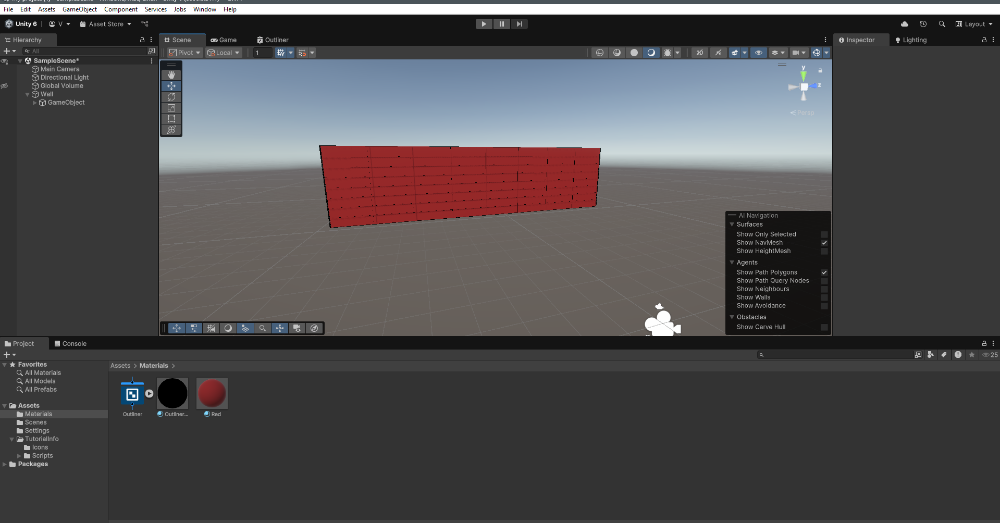 File Edit Assets GameObject Component Services Jobs Window Help
Unity 6 V Asset Store Layout
Hierarchy
All
SampleScene*
Main Camera
Directional Light
Global Volume
Wall
GameObject
Scene Game Outliner
Pivot Local 1 2D
y
z
Persp
AI Navigation
Surfaces
Show Only Selected
Show NavMesh
Show HeightMesh
Agents
Show Path Polygons
Show Path Query Nodes
Show Neighbours
Show Walls
Show Avoidance
Obstacles
Show Carve Hull
Inspector Lighting
Project Console
25
Favorites
All Materials
All Models
All Prefabs
Assets
Materials
Scenes
Settings
TutorialInfo
Icons
Scripts
Packages
Assets > Materials >
Outliner Outliner... Red